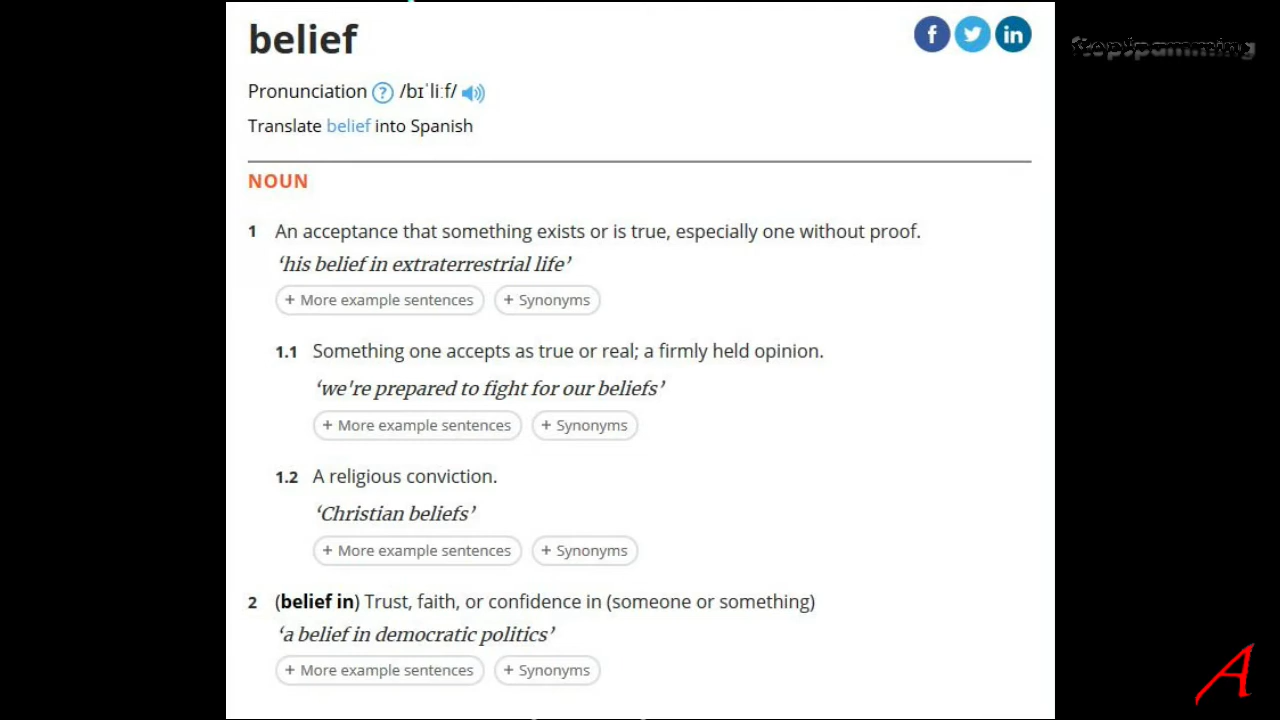 belief
f
in
StopSpamming
Pronunciation ? /bɪˈliːf/
Translate belief into Spanish
NOUN
1 An acceptance that something exists or is true, especially one without proof.
‘his belief in extraterrestrial life’
+ More example sentences + Synonyms
1.1 Something one accepts as true or real; a firmly held opinion.
‘we're prepared to fight for our beliefs’
+ More example sentences + Synonyms
1.2 A religious conviction.
‘Christian beliefs’
+ More example sentences + Synonyms
2 (belief in) Trust, faith, or confidence in (someone or something)
‘a belief in democratic politics’
+ More example sentences + Synonyms
A